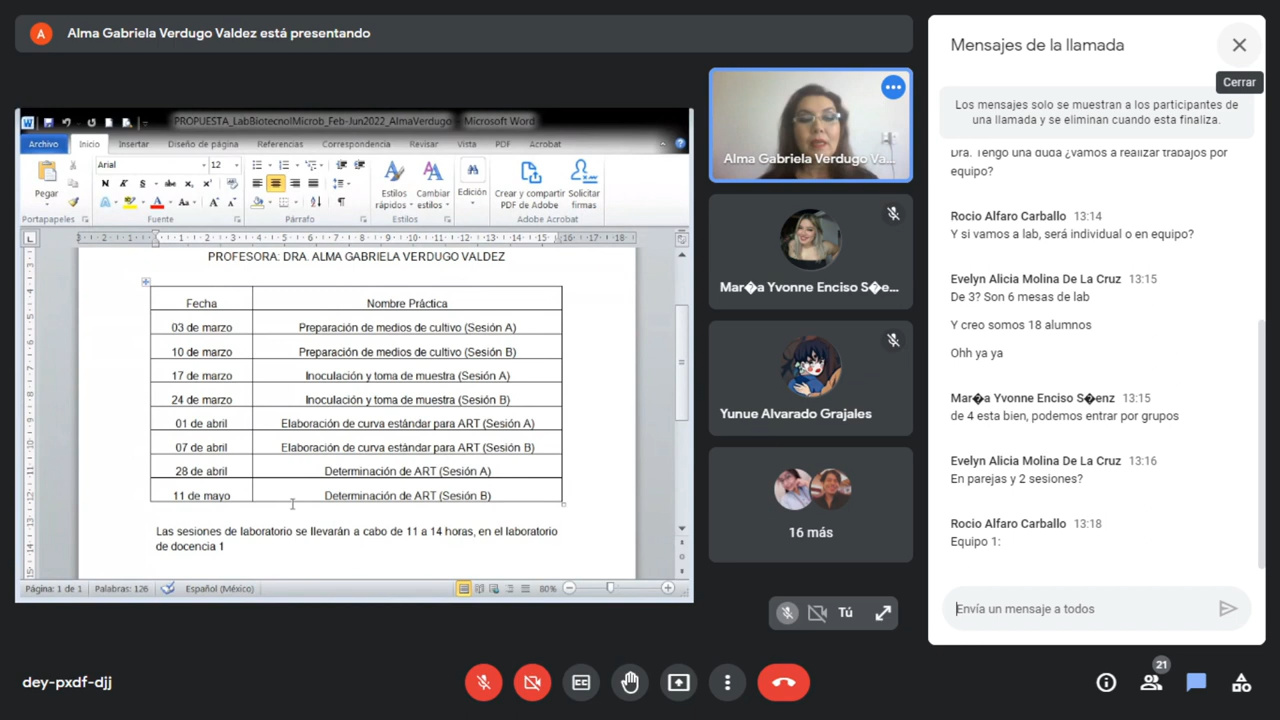 A
Alma Gabriela Verdugo Valdez está presentando
PROPUESTA_LabBiotecnolMicrob_Feb-Jun2022_AlmaVerdugo - Microsoft Word
Archivo Inicio Insertar Diseño de página Referencias Correspondencia Revisar Vista PDF Acrobat
Pegar
Portapapeles
Arial 12
Fuente
Párrafo
Estilos rápidos
Cambiar estilos
Estilos
Edición
Crear y compartir PDF de Adobe
Solicitar firmas
Adobe Acrobat
PROFESORA: DRA. ALMA GABRIELA VERDUGO VALDEZ
Fecha Nombre Práctica
03 de marzo Preparación de medios de cultivo (Sesión A)
10 de marzo Preparación de medios de cultivo (Sesión B)
17 de marzo Inoculación y toma de muestra (Sesión A)
24 de marzo Inoculación y toma de muestra (Sesión B)
01 de abril Elaboración de curva estándar para ART (Sesión A)
07 de abril Elaboración de curva estándar para ART (Sesión B)
28 de abril Determinación de ART (Sesión A)
11 de mayo Determinación de ART (Sesión B)
Las sesiones de laboratorio se llevarán a cabo de 11 a 14 horas, en el laboratorio
de docencia 1
Página: 1 de 1 Palabras: 126 Español (México) 80%
Alma Gabriela Verdugo Va...
Mar�a Yvonne Enciso S�e...
Yunue Alvarado Grajales
16 más
Tú
Mensajes de la llamada
Cerrar
Los mensajes solo se muestran a los participantes de
una llamada y se eliminan cuando esta finaliza.
Dra. Tengo una duda ¿vamos a realizar trabajos por
equipo?
Rocio Alfaro Carballo 13:14
Y si vamos a lab, será individual o en equipo?
Evelyn Alicia Molina De La Cruz 13:15
De 3? Son 6 mesas de lab
Y creo somos 18 alumnos
Ohh ya ya
Mar�a Yvonne Enciso S�enz 13:15
de 4 esta bien, podemos entrar por grupos
Evelyn Alicia Molina De La Cruz 13:16
En parejas y 2 sesiones?
Rocio Alfaro Carballo 13:18
Equipo 1:
Envía un mensaje a todos
dey-pxdf-djj
21